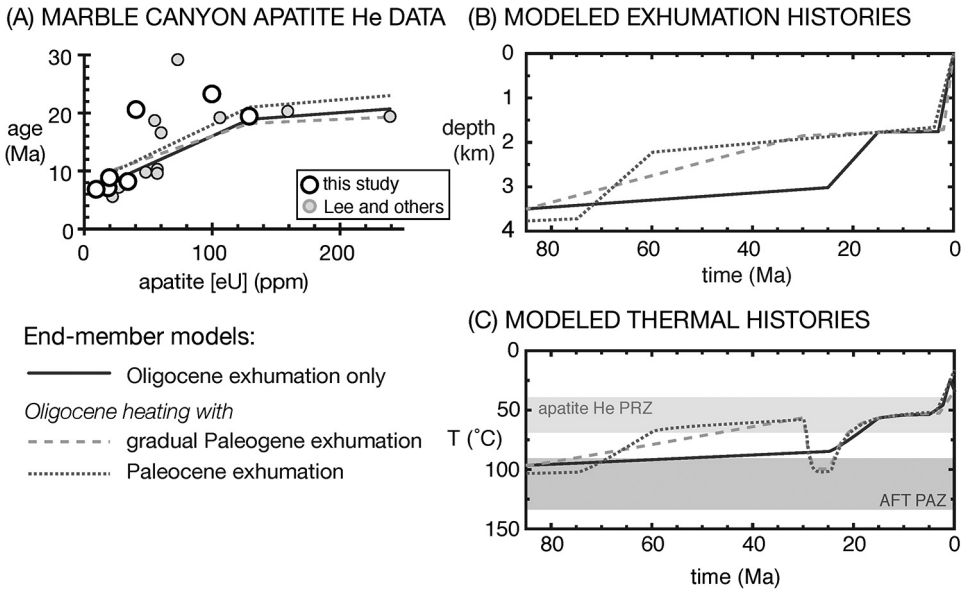 (A) MARBLE CANYON APATITE He DATA
30
20
10
0
age
(Ma)
this study
Lee and others
0
100
200
apatite [eU] (ppm)
End-member models:
Oligocene exhumation only
Oligocene heating with
gradual Paleogene exhumation
Paleocene exhumation
(B) MODELED EXHUMATION HISTORIES
0
1
2
3
4
depth
(km)
80
60
40
20
0
time (Ma)
(C) MODELED THERMAL HISTORIES
0
50
100
150
T (˚C)
apatite He PRZ
AFT PAZ
80
60
40
20
0
time (Ma)